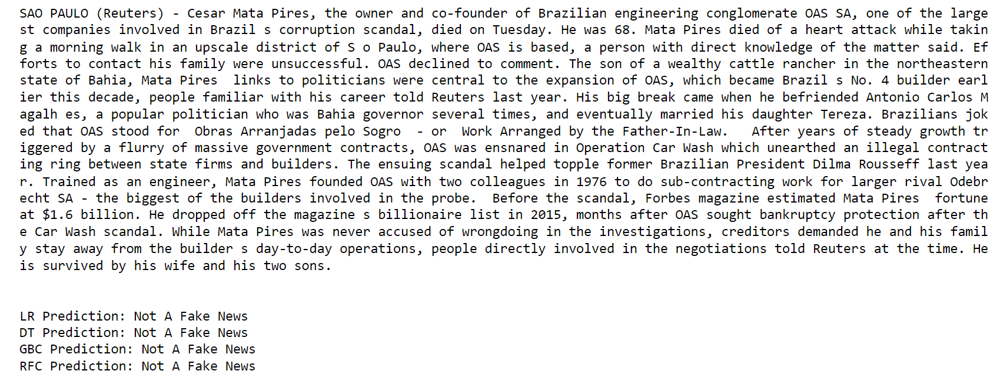 SAO PAULO (Reuters) - Cesar Mata Pires, the owner and co-founder of Brazilian engineering conglomerate OAS SA, one of the large
st companies involved in Brazil s corruption scandal, died on Tuesday. He was 68. Mata Pires died of a heart attack while takin
g a morning walk in an upscale district of S o Paulo, where OAS is based, a person with direct knowledge of the matter said. Ef
forts to contact his family were unsuccessful. OAS declined to comment. The son of a wealthy cattle rancher in the northeastern
state of Bahia, Mata Pires  links to politicians were central to the expansion of OAS, which became Brazil s No. 4 builder earl
ier this decade, people familiar with his career told Reuters last year. His big break came when he befriended Antonio Carlos M
agalh es, a popular politician who was Bahia governor several times, and eventually married his daughter Tereza. Brazilians jok
ed that OAS stood for  Obras Arranjadas pelo Sogro  - or  Work Arranged by the Father-In-Law.   After years of steady growth tr
iggered by a flurry of massive government contracts, OAS was ensnared in Operation Car Wash which unearthed an illegal contract
ing ring between state firms and builders. The ensuing scandal helped topple former Brazilian President Dilma Rousseff last yea
r. Trained as an engineer, Mata Pires founded OAS with two colleagues in 1976 to do sub-contracting work for larger rival Odebr
echt SA - the biggest of the builders involved in the probe.  Before the scandal, Forbes magazine estimated Mata Pires  fortune
at $1.6 billion. He dropped off the magazine s billionaire list in 2015, months after OAS sought bankruptcy protection after th
e Car Wash scandal. While Mata Pires was never accused of wrongdoing in the investigations, creditors demanded he and his famil
y stay away from the builder s day-to-day operations, people directly involved in the negotiations told Reuters at the time. He
is survived by his wife and his two sons.
LR Prediction: Not A Fake News
DT Prediction: Not A Fake News
GBC Prediction: Not A Fake News
RFC Prediction: Not A Fake News